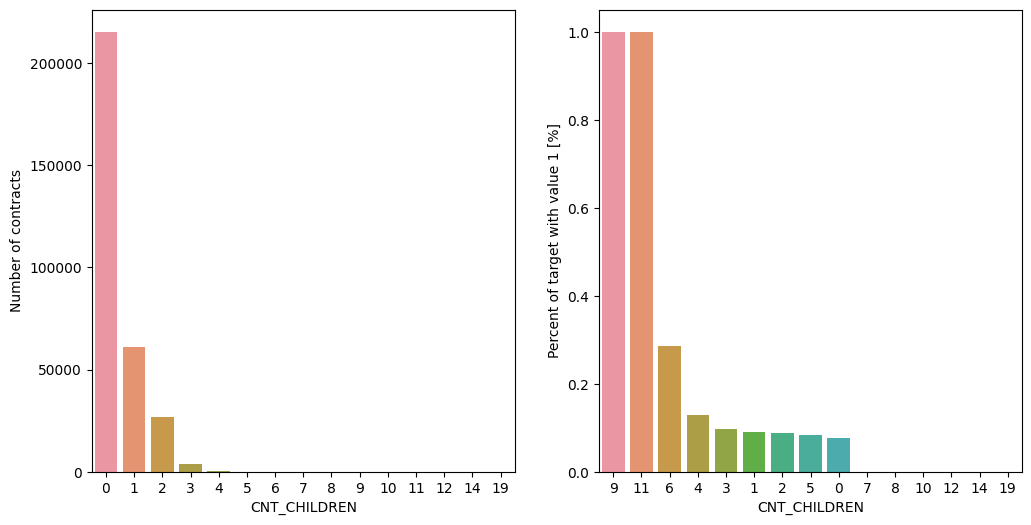 Number of contracts
200000
150000
100000
50000
0
0 1 2 3 4 5 6 7 8 9 10 11 12 14 19
CNT_CHILDREN
Percent of target with value 1 [%]
1.0
0.8
0.6
0.4
0.2
0.0
9 11 6 4 3 1 2 5 0 7 8 10 12 14 19
CNT_CHILDREN